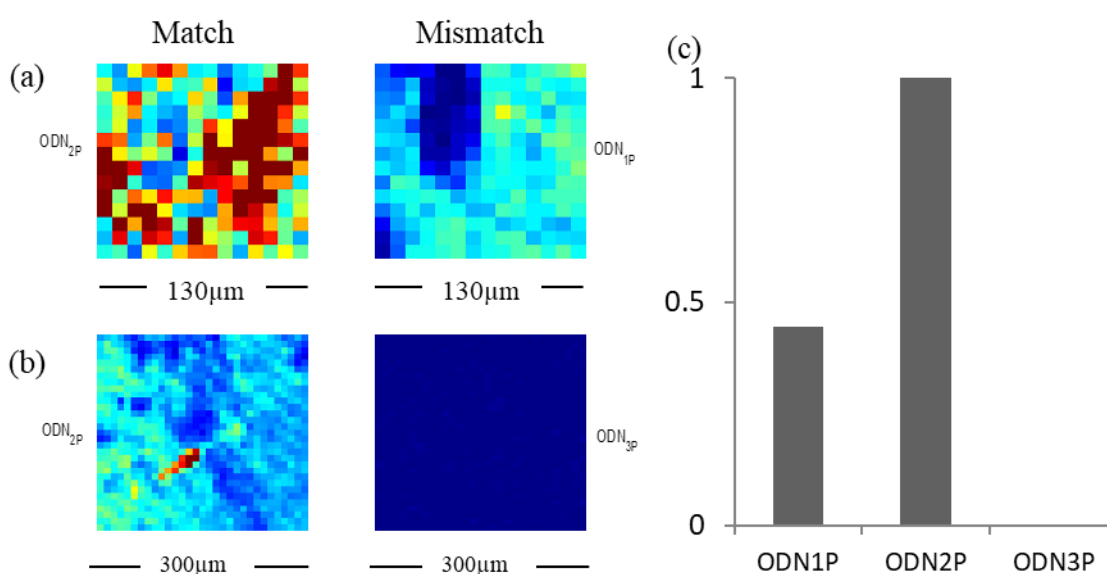 Match
Mismatch
(a)
ODN2P
ODN1P
130µm
130µm
(b)
ODN2P
ODN3P
300µm
300µm
(c)
1
0.5
0
ODN1P
ODN2P
ODN3P